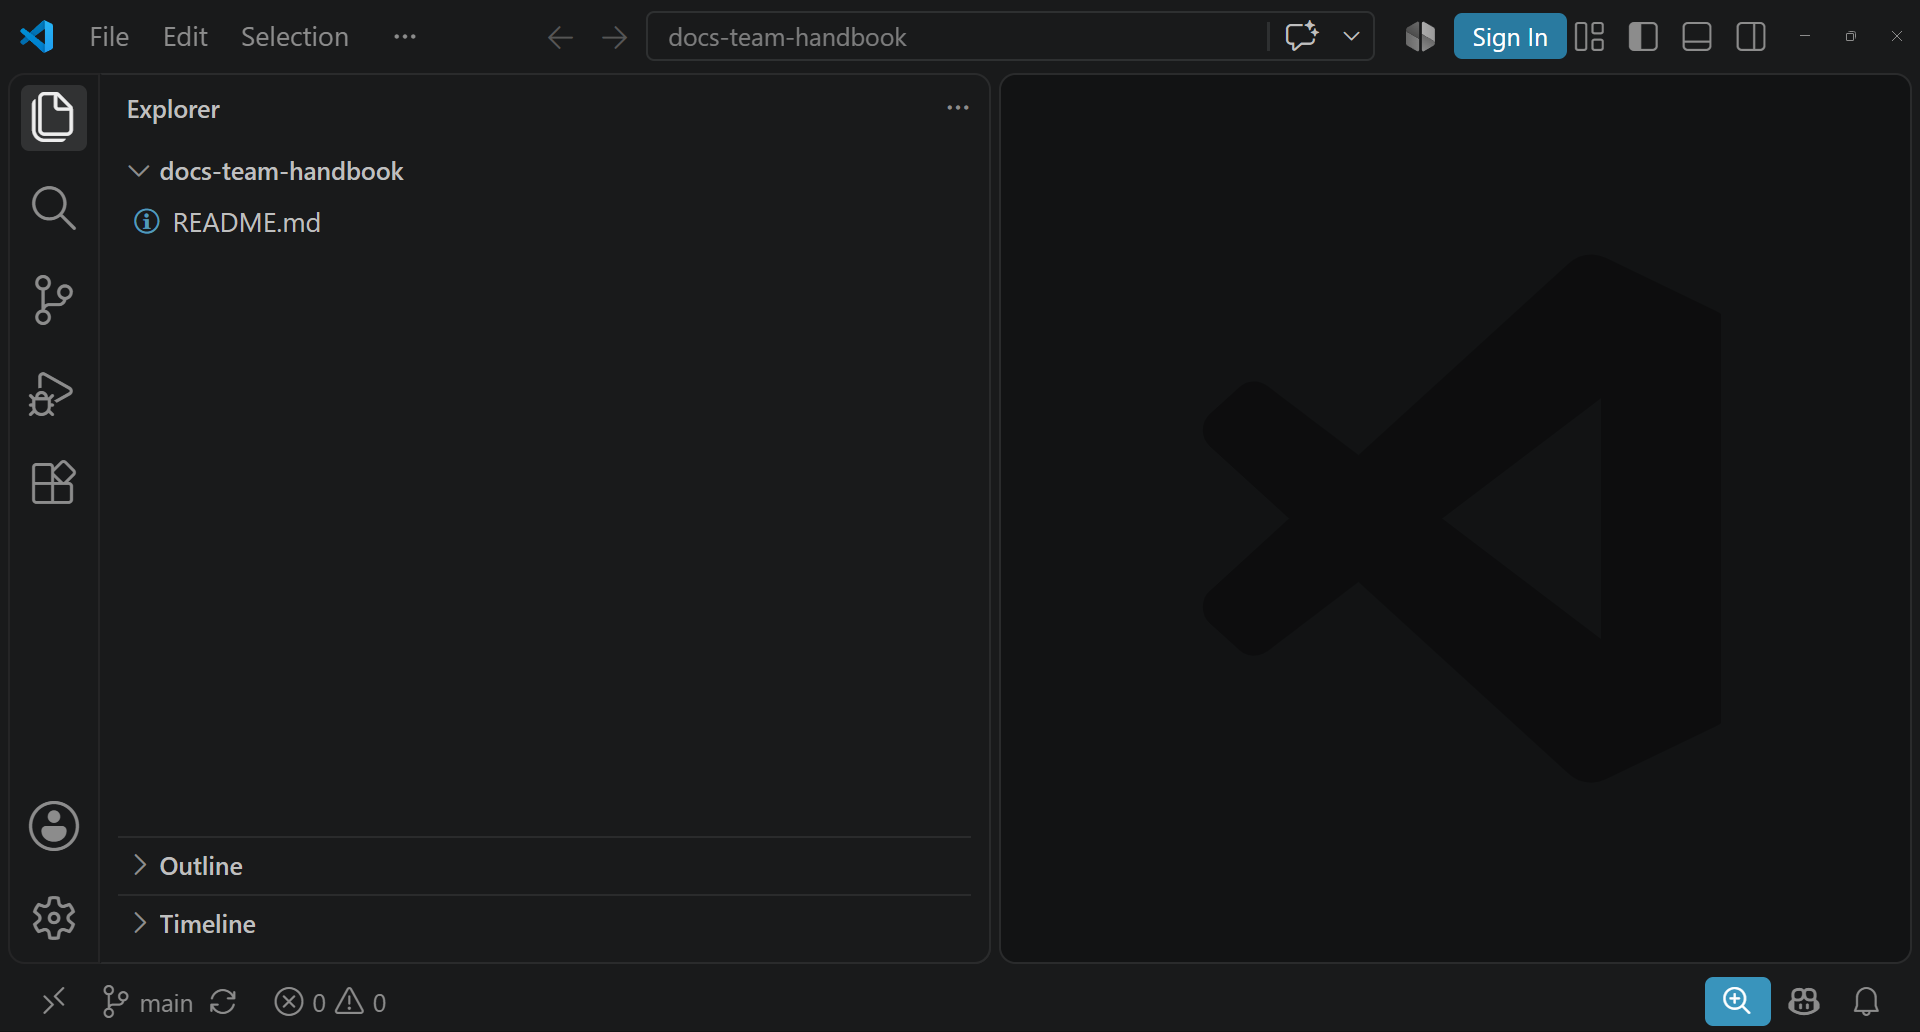 File Edit Selection ···
docs-team-handbook
Sign In
Explorer
docs-team-handbook
README.md
Outline
Timeline
main 0 0